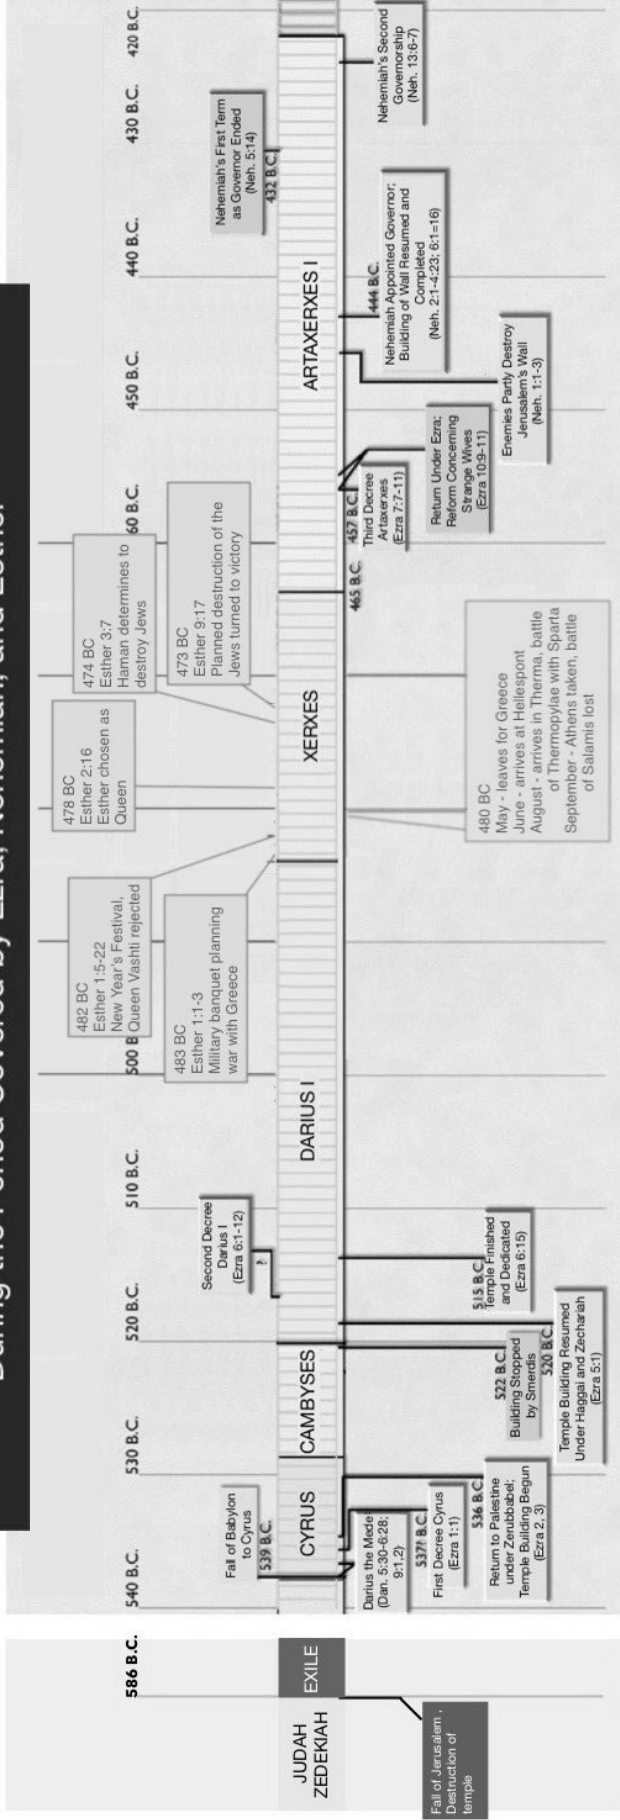 During the Period Covered by Ezra, Nehemiah, and Esther
586 B.C.
540 B.C.
530 B.C.
520 B.C.
510 B.C.
500 B
60 B.C.
450 B.C.
440 B.C.
430 B.C.
420 B.C.
482 BC
Esther 1:5-22
New Year's Festival,
Queen Vashti rejected
483 BC
Esther 1:1-3
Military banquet planning
war with Greece
478 BC
Esther 2:16
Esther chosen as
Queen
474 BC
Esther 3:7
Haman determines to
destroy Jews
473 BC
Esther 9:17
Planned destruction of the
Jews turned to victory
Fall of Babylon
to Cyrus
539 B.C.
Second Decree
Darius I
(Ezra 6:1-12)
?
Nehemiah's First Term
as Governor Ended
(Neh. 5:14)
432 B.C.
JUDAH
ZEDEKIAH
EXILE
CYRUS
CAMBYSES
DARIUS I
XERXES
ARTAXERXES I
Fall of Jerusalem,
Destruction of
temple
Darius the Mede
(Dan. 5:30-6:28;
9:1,2)
537? B.C.
First Decree Cyrus
(Ezra 1:1)
536 B.C.
Return to Palestine
under Zerubbabel;
Temple Building Begun
(Ezra 2, 3)
522 B.C.
Building Stopped
by Smerdis
520 B.C.
Temple Building Resumed
Under Haggai and Zechariah
(Ezra 5:1)
515 B.C.
Temple Finished
and Dedicated
(Ezra 6:15)
480 BC
May - leaves for Greece
June - arrives at Hellespont
August - arrives in Therma, battle
of Thermopylae with Sparta
September - Athens taken, battle
of Salamis lost
465 B.C.
457 B.C.
Third Decree
Artaxerxes
(Ezra 7:7-11)
Return Under Ezra;
Reform Concerning
Strange Wives
(Ezra 10:9-11)
Enemies Partly Destroy
Jerusalem's Wall
(Neh. 1:1-3)
444 B.C.
Nehemiah Appointed Governor;
Building of Wall Resumed and
Completed
(Neh. 2:1-4:23; 6:1=16)
Nehemiah's Second
Governorship
(Neh. 13:6-7)